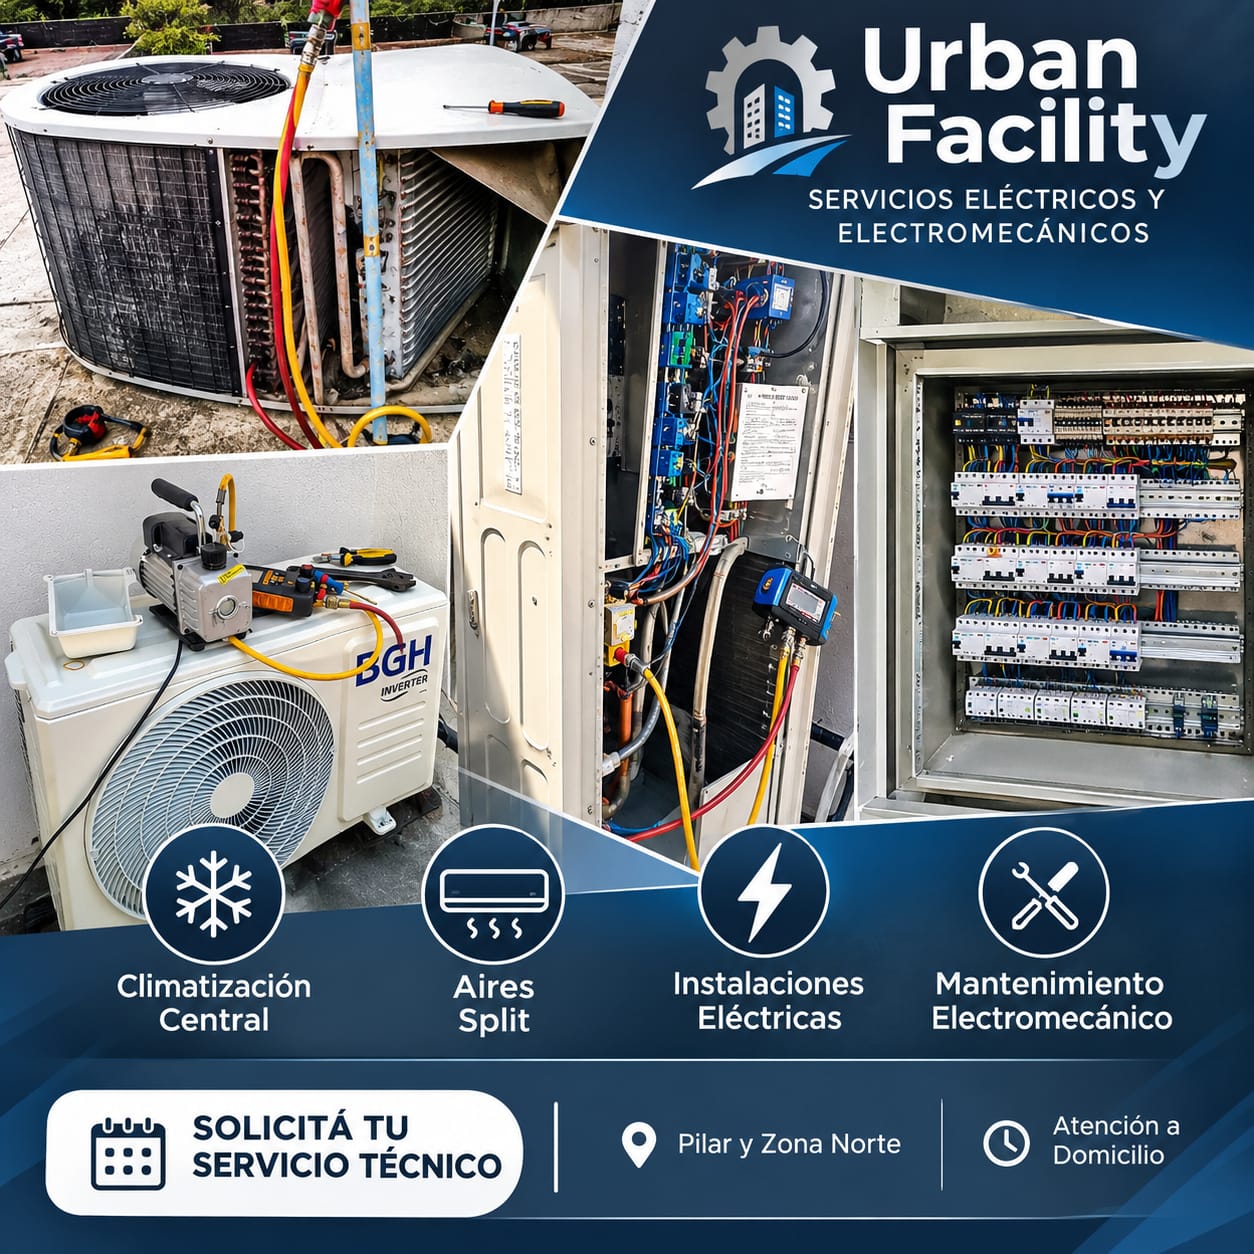 Urban
Facility
SERVICIOS ELÉCTRICOS Y
ELECTROMECÁNICOS
BGH
INVERTER
Climatización
Central
Aires
Split
Instalaciones
Eléctricas
Mantenimiento
Electromecánico
SOLICITÁ TU
SERVICIO TÉCNICO
Pilar y Zona Norte
Atención a
Domicilio